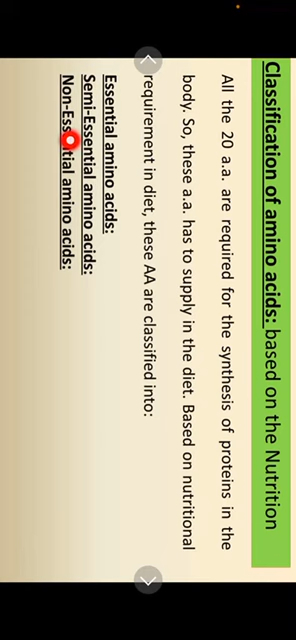 Classification of amino acids: based on the Nutrition
All the 20 a.a. are required for the synthesis of proteins in the
body. So, these a.a. has to supply in the diet. Based on nutritional
requirement in diet, these AA are classified into:
Essential amino acids:
Semi-Essential amino acids:
Non-Essential amino acids: